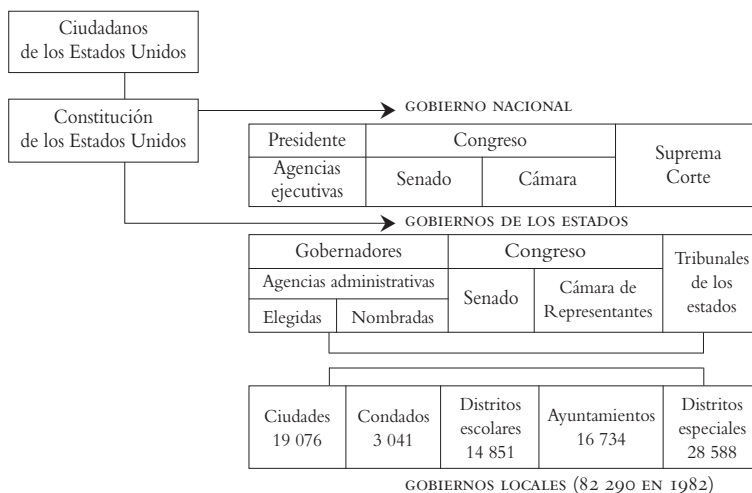 Ciudadanos
de los Estados Unidos
Constitución
de los Estados Unidos
GOBIERNO NACIONAL
Presidente
Congreso
Suprema
Corte
Agencias
ejecutivas
Senado
Cámara
GOBIERNOS DE LOS ESTADOS
Gobernadores
Congreso
Tribunales
de los
estados
Agencias administrativas
Senado
Cámara de
Representantes
Elegidas
Nombradas
Ciudades
19 076
Condados
3 041
Distritos
escolares
14 851
Ayuntamientos
16 734
Distritos
especiales
28 588
GOBIERNOS LOCALES (82 290 EN 1982)